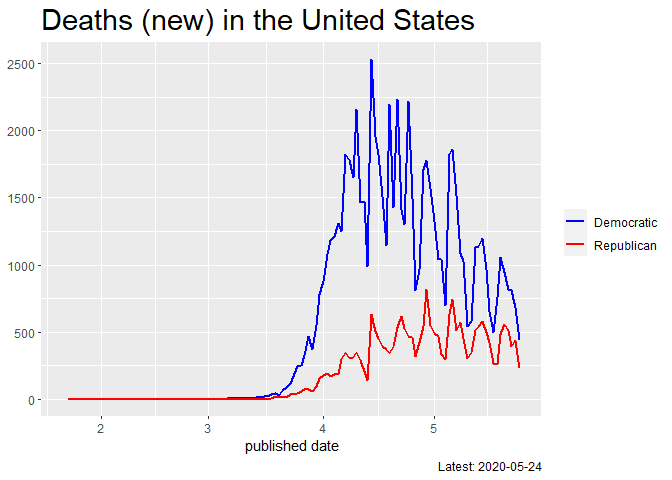 Deaths (new) in the United States
2500
2000
1500
1000
500
0
2
3
4
5
published date
Democratic
Republican
Latest: 2020-05-24